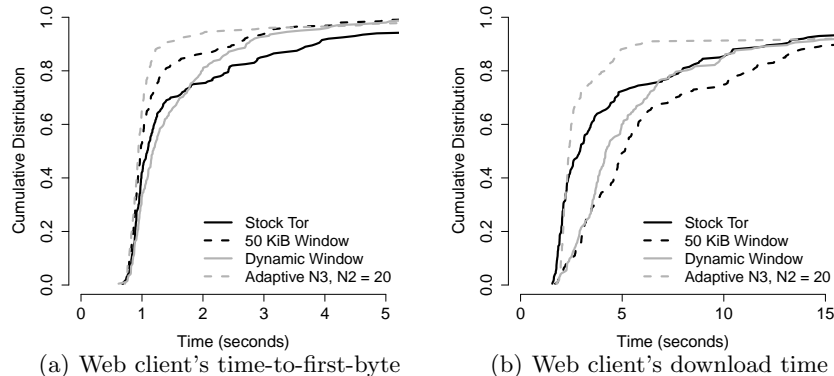 Cumulative Distribution
1.0
0.8
0.6
0.4
0.2
0.0
Stock Tor
50 KiB Window
Dynamic Window
Adaptive N3, N2 = 20
0 1 2 3 4 5
Time (seconds)
(a) Web client's time-to-first-byte
Cumulative Distribution
1.0
0.8
0.6
0.4
0.2
0.0
Stock Tor
50 KiB Window
Dynamic Window
Adaptive N3, N2 = 20
0 5 10 15
Time (seconds)
(b) Web client's download time